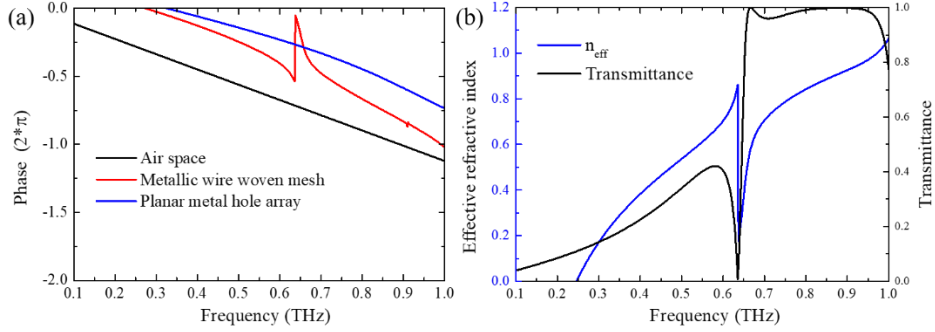 (a)
0.0
-0.5
-1.0
-1.5
-2.0
Phase (2*π)
Air space
Metallic wire woven mesh
Planar metal hole array
0.1 0.2 0.3 0.4 0.5 0.6 0.7 0.8 0.9 1.0
Frequency (THz)
(b)
1.2
1.0
0.8
0.6
0.4
0.2
0.0
Effective refractive index
n_eff
Transmittance
1.0
0.8
0.6
0.4
0.2
0.0
Transmittance
0.1 0.2 0.3 0.4 0.5 0.6 0.7 0.8 0.9 1.0
Frequency (THz)